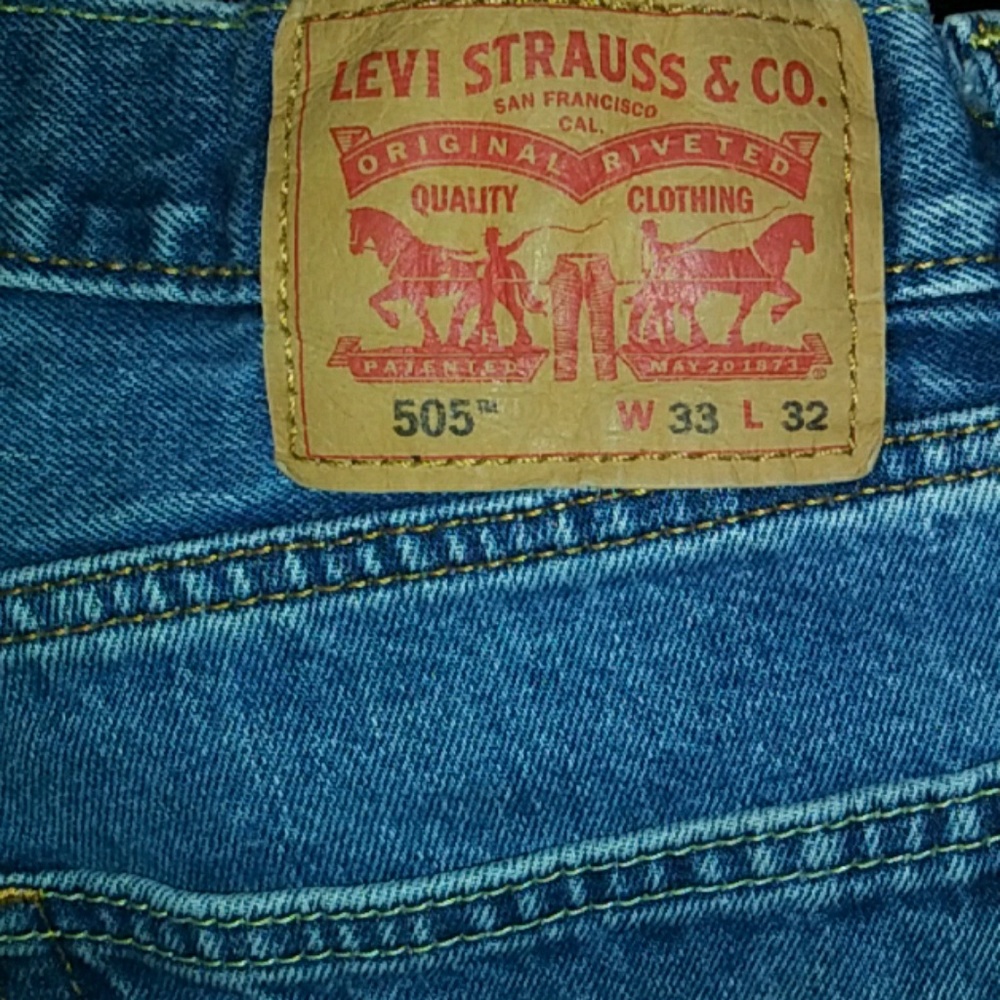 LEVI STRAUSS & CO.
SAN FRANCISCO
CAL.
ORIGINAL RIVETED
QUALITY CLOTHING
PATENTED MAY 20 1873 ®
505™ W 33 L 32